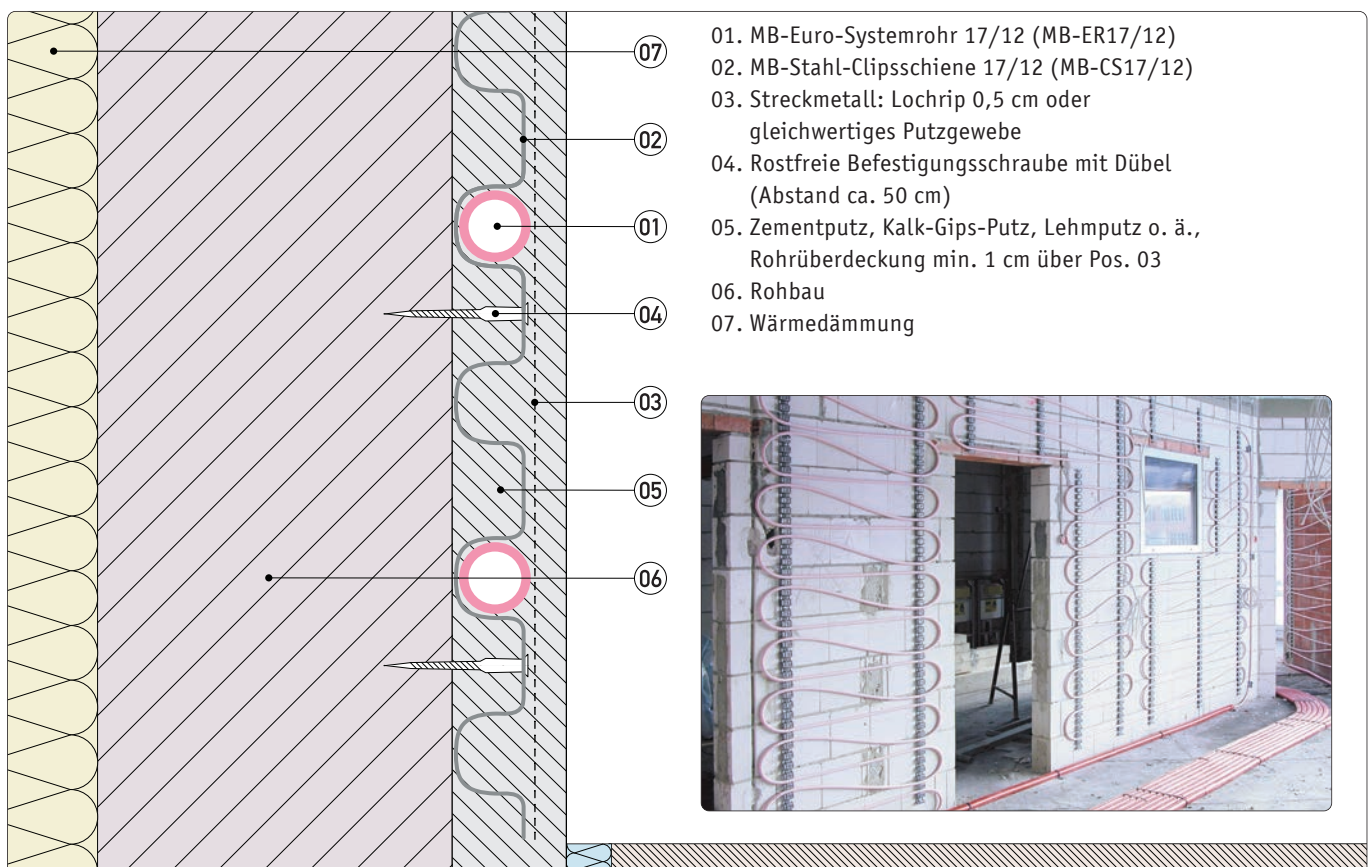 01. MB-Euro-Systemrohr 17/12 (MB-ER17/12)
02. MB-Stahl-Clipsschiene 17/12 (MB-CS17/12)
03. Streckmetall: Lochrip 0,5 cm oder
gleichwertiges Putzgewebe
04. Rostfreie Befestigungsschraube mit Dübel
(Abstand ca. 50 cm)
05. Zementputz, Kalk-Gips-Putz, Lehmputz o. ä.,
Rohrüberdeckung min. 1 cm über Pos. 03
06. Rohbau
07. Wärmedämmung
07
02
01
04
03
05
06